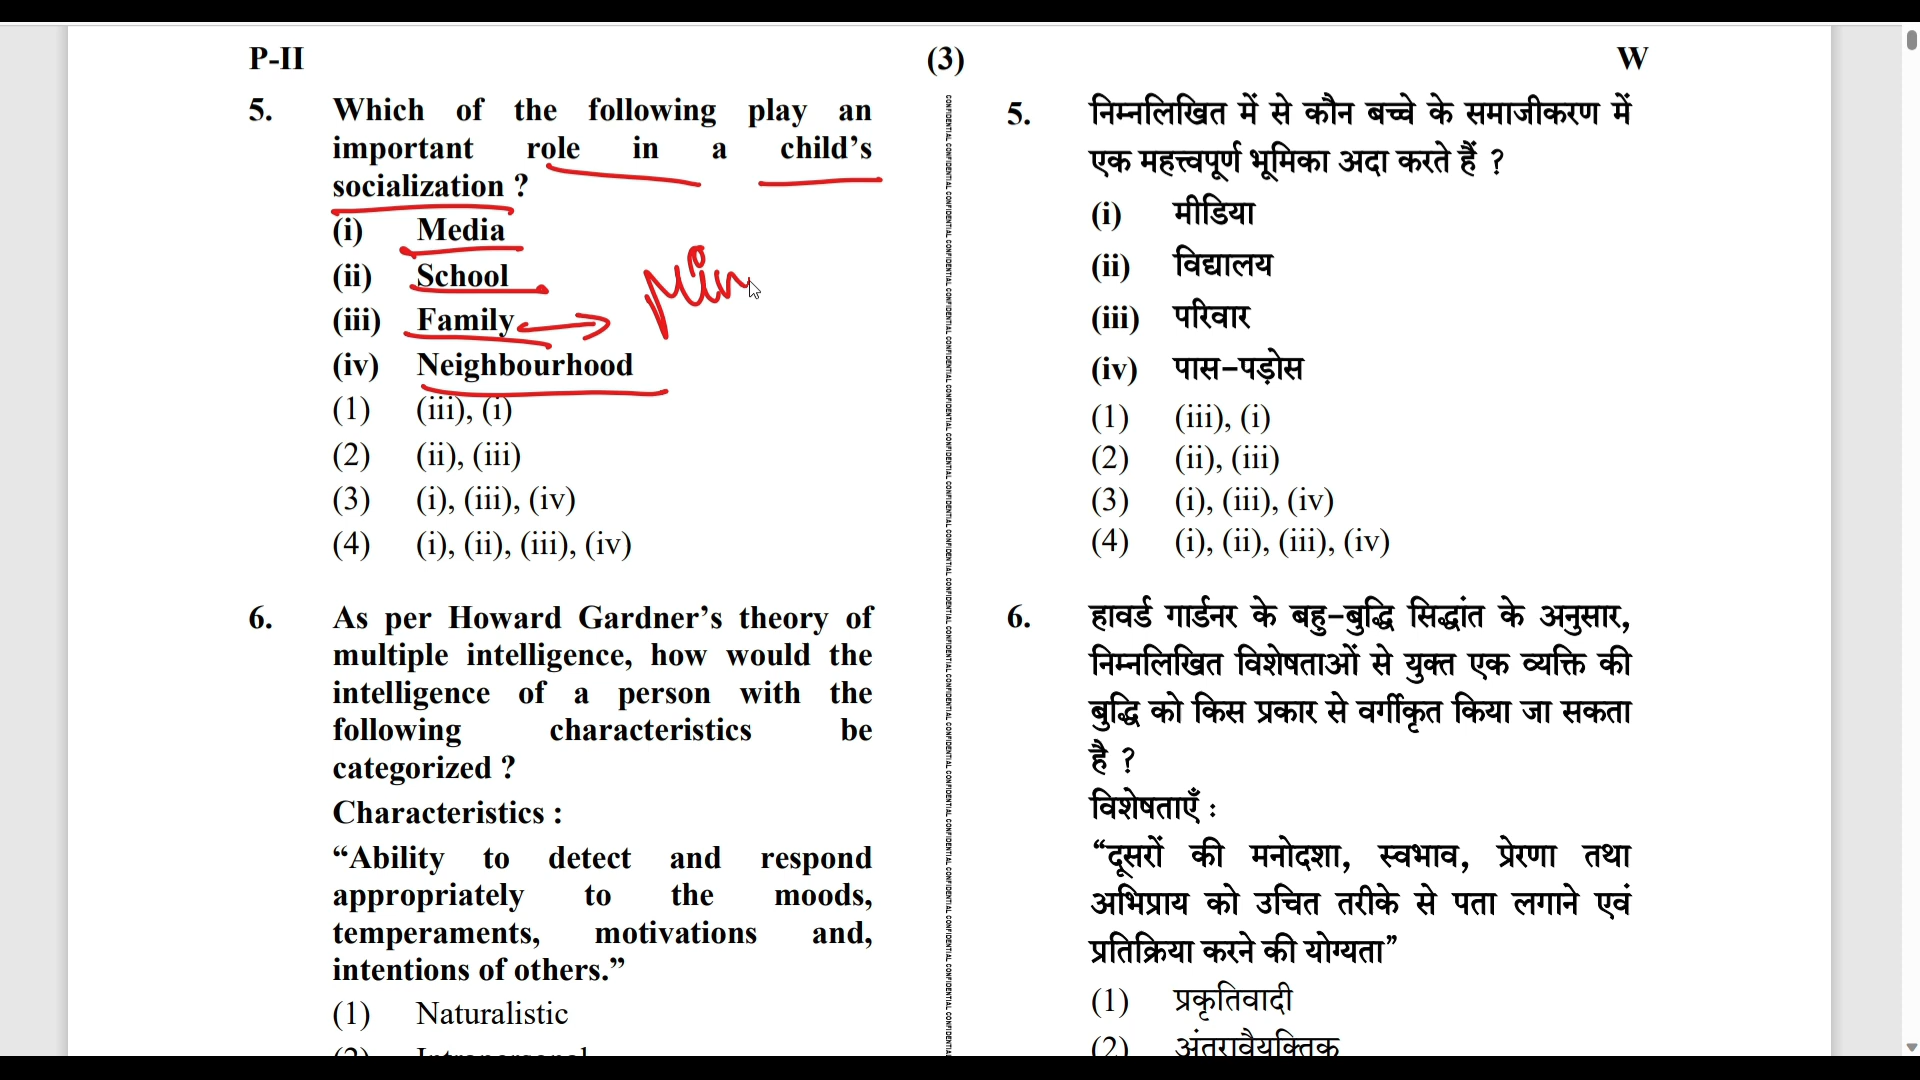 P-II
(3)
W
5.
Which of the following play an
important role in a child's
socialization ?
(i) Media
(ii) School
(iii) Family
(iv) Neighbourhood
(1) (iii), (i)
(2) (ii), (iii)
(3) (i), (iii), (iv)
(4) (i), (ii), (iii), (iv)
6. As per Howard Gardner's theory of
multiple intelligence, how would the
intelligence of a person with the
following characteristics be
categorized ?
Characteristics :
“Ability to detect and respond
appropriately to the moods,
temperaments, motivations and,
intentions of others.”
(1) Naturalistic
5. निम्नलिखित में से कौन बच्चे के समाजीकरण में
एक महत्त्वपूर्ण भूमिका अदा करते हैं ?
(i) मीडिया
(ii) विद्यालय
(iii) परिवार
(iv) पास-पड़ोस
(1) (iii), (i)
(2) (ii), (iii)
(3) (i), (iii), (iv)
(4) (i), (ii), (iii), (iv)
6. हावर्ड गार्डनर के बहु-बुद्धि सिद्धांत के अनुसार,
निम्नलिखित विशेषताओं से युक्त एक व्यक्ति की
बुद्धि को किस प्रकार से वर्गीकृत किया जा सकता
है ?
विशेषताएँ :
“दूसरों की मनोदशा, स्वभाव, प्रेरणा तथा
अभिप्राय को उचित तरीके से पता लगाने एवं
प्रतिक्रिया करने की योग्यता”
(1) प्रकृतिवादी
(2) अंतरावैयक्तिक